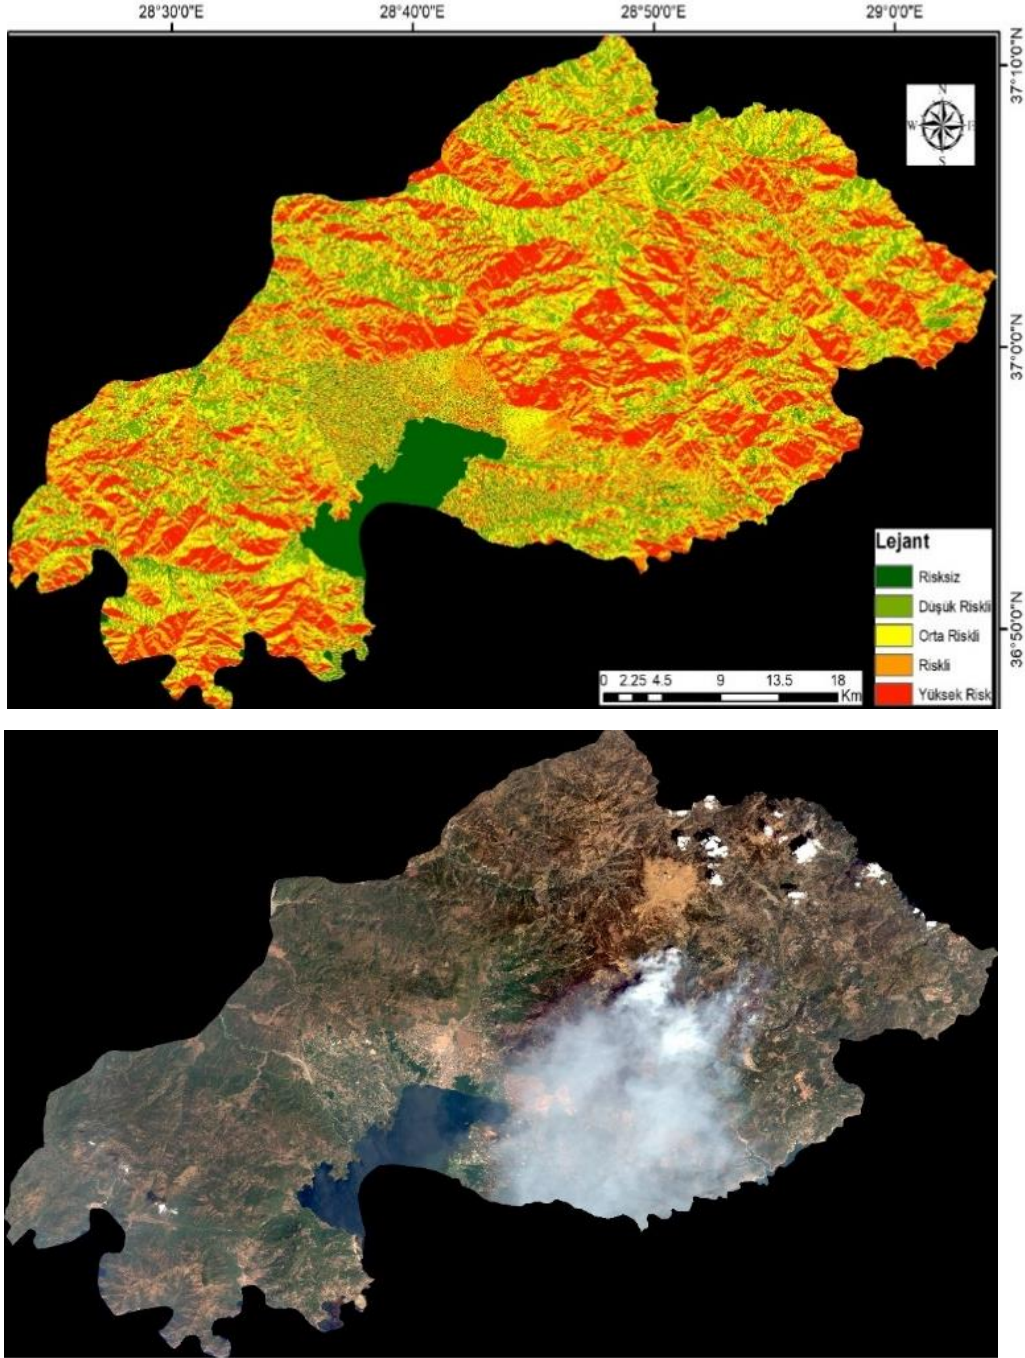 28°30'0"E 28°40'0"E 28°50'0"E 29°0'0"E
37°10'0"N
N
W E
S
37°0'0"N
Lejant
Risksiz
Düşük Riskli
Orta Riskli
Riskli
Yüksek Risk
36°50'0"N
0 2.25 4.5 9 13.5 18
Km